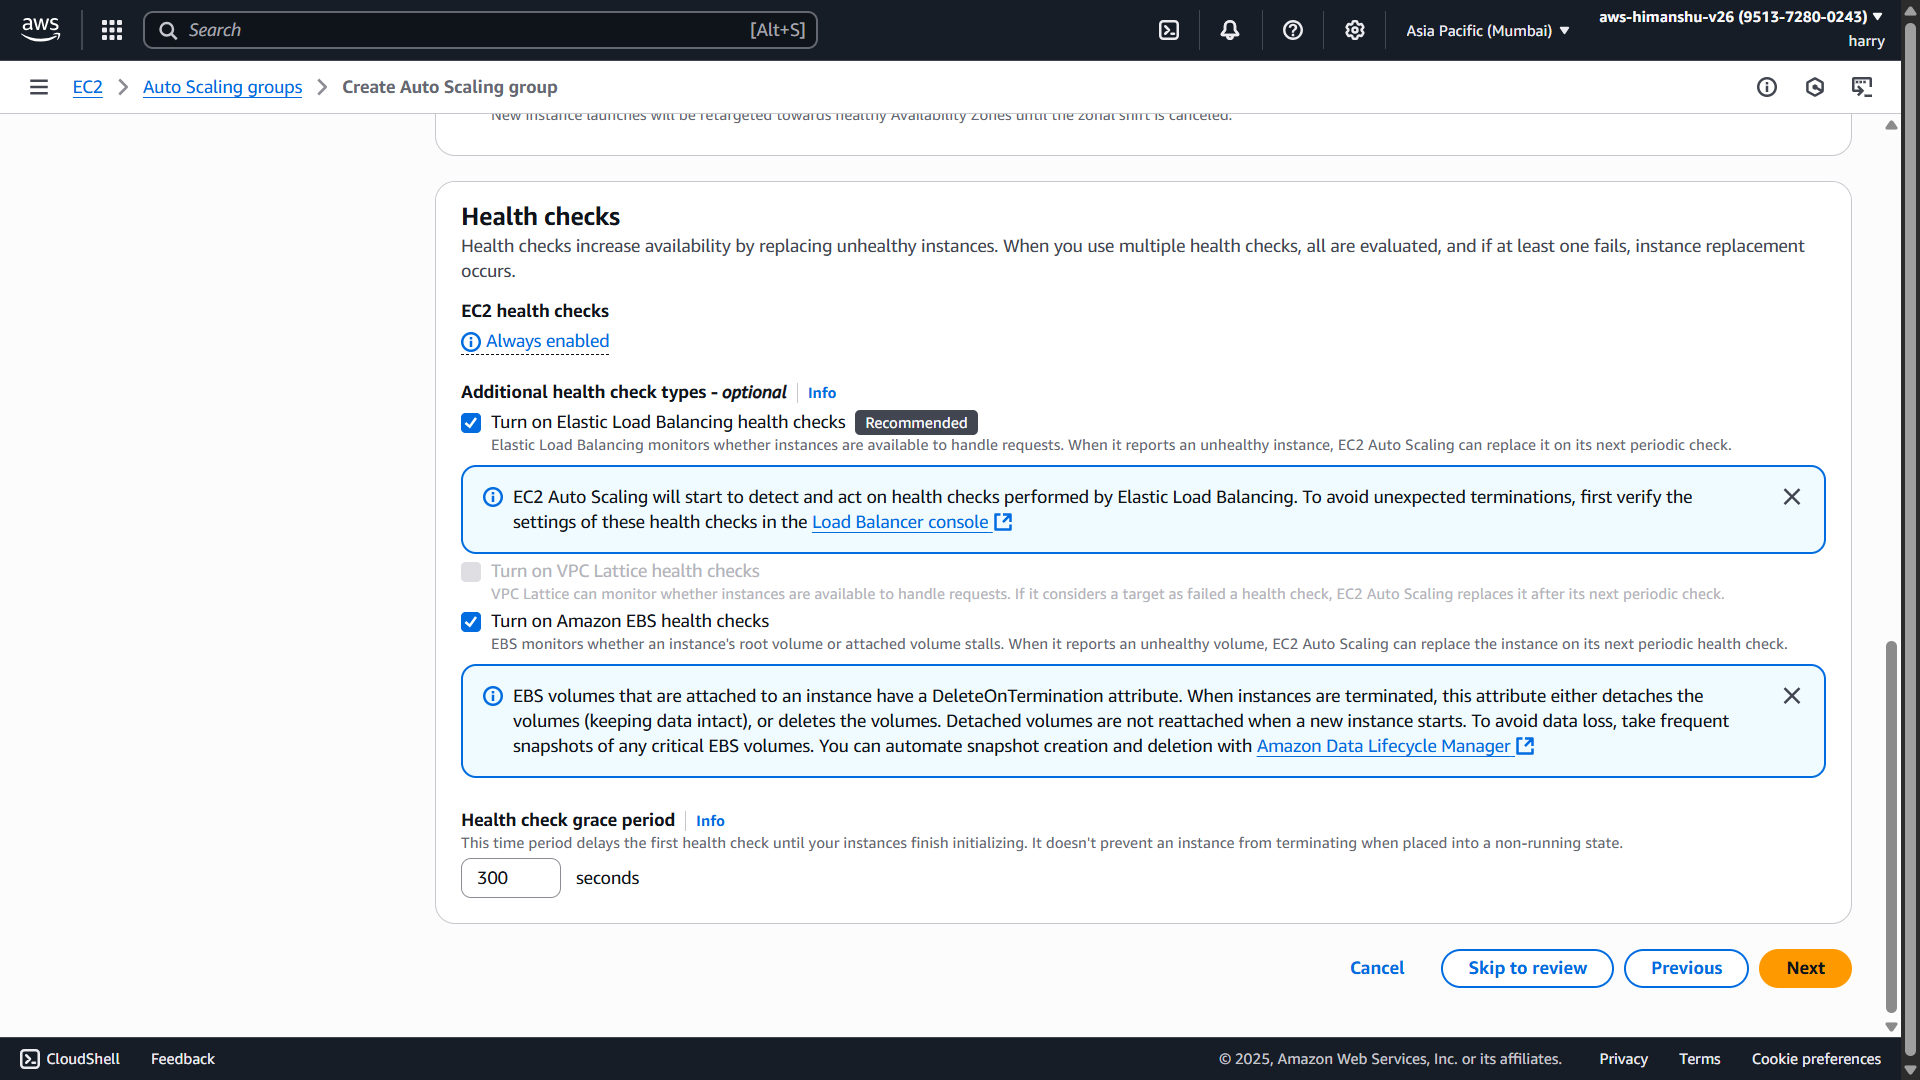 aws
Search [Alt+S]
Asia Pacific (Mumbai)
aws-himanshu-v26 (9513-7280-0243)
harry
EC2 > Auto Scaling groups > Create Auto Scaling group
New instance launches will be retargeted towards healthy Availability Zones until the zonal shift is canceled.
Health checks
Health checks increase availability by replacing unhealthy instances. When you use multiple health checks, all are evaluated, and if at least one fails, instance replacement
occurs.
EC2 health checks
Always enabled
Additional health check types - optional Info
Turn on Elastic Load Balancing health checks Recommended
Elastic Load Balancing monitors whether instances are available to handle requests. When it reports an unhealthy instance, EC2 Auto Scaling can replace it on its next periodic check.
EC2 Auto Scaling will start to detect and act on health checks performed by Elastic Load Balancing. To avoid unexpected terminations, first verify the
settings of these health checks in the Load Balancer console
Turn on VPC Lattice health checks
VPC Lattice can monitor whether instances are available to handle requests. If it considers a target as failed a health check, EC2 Auto Scaling replaces it after its next periodic check.
Turn on Amazon EBS health checks
EBS monitors whether an instance's root volume or attached volume stalls. When it reports an unhealthy volume, EC2 Auto Scaling can replace the instance on its next periodic health check.
EBS volumes that are attached to an instance have a DeleteOnTermination attribute. When instances are terminated, this attribute either detaches the
volumes (keeping data intact), or deletes the volumes. Detached volumes are not reattached when a new instance starts. To avoid data loss, take frequent
snapshots of any critical EBS volumes. You can automate snapshot creation and deletion with Amazon Data Lifecycle Manager
Health check grace period Info
This time period delays the first health check until your instances finish initializing. It doesn't prevent an instance from terminating when placed into a non-running state.
300 seconds
Cancel Skip to review Previous Next
CloudShell Feedback © 2025, Amazon Web Services, Inc. or its affiliates. Privacy Terms Cookie preferences